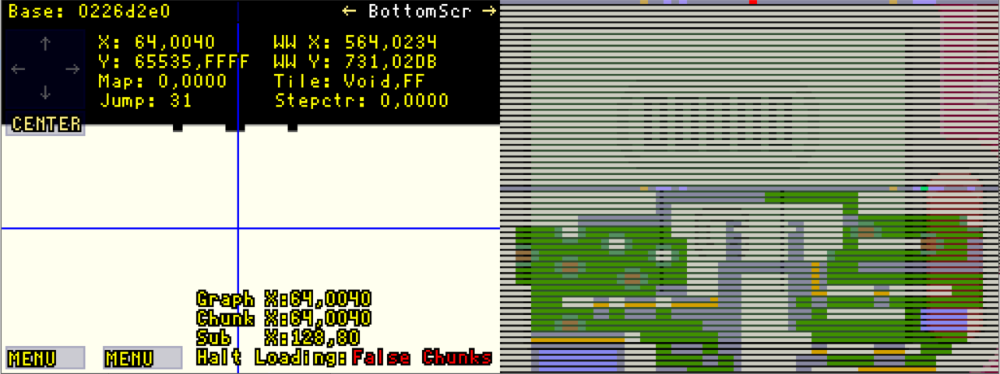 Base: 0226d2e0 ← BottomScr →
X: 64,0040 WW X: 564,0234
Y: 65535,FFFF WW Y: 731,02DB
Map: 0,0000 Tile: Void,FF
Jump: 31 Stepctr: 0,0000
CENTER
Graph X:64,0040
Chunk X:64,0040
Sub X:128,80
MENU MENU Halt Loading:False Chunks